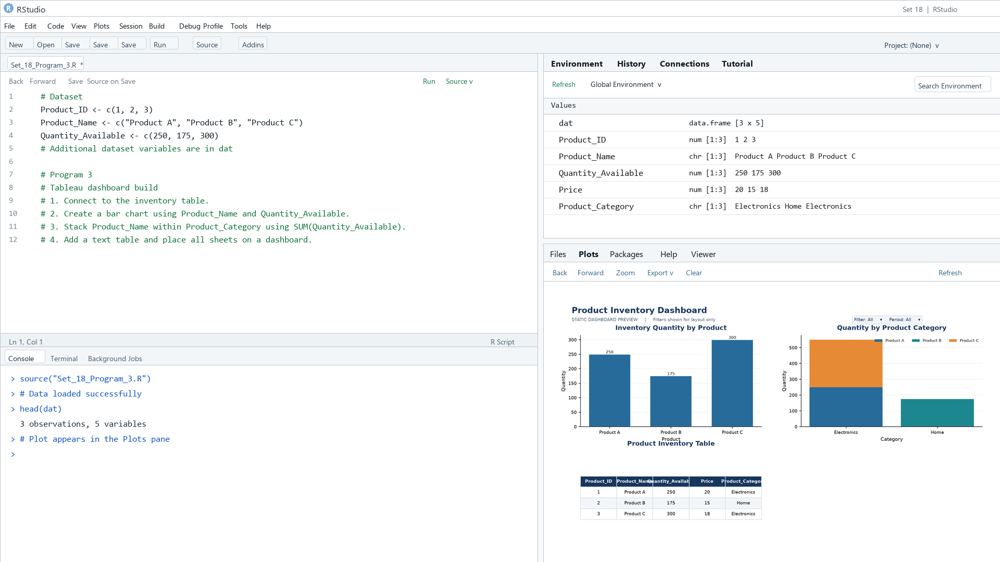 R RStudio
Set 18 | RStudio
File Edit Code View Plots Session Build Debug Profile Tools Help
New Open Save Save Save Run Source Addins
Project: (None) v
Set_18_Program_3.R *
Back Forward Save Source on Save Run Source v
1 # Dataset
2 Product_ID <- c(1, 2, 3)
3 Product_Name <- c("Product A", "Product B", "Product C")
4 Quantity_Available <- c(250, 175, 300)
5 # Additional dataset variables are in dat
6
7 # Program 3
8 # Tableau dashboard build
9 # 1. Connect to the inventory table.
10 # 2. Create a bar chart using Product_Name and Quantity_Available.
11 # 3. Stack Product_Name within Product_Category using SUM(Quantity_Available).
12 # 4. Add a text table and place all sheets on a dashboard.
Ln 1, Col 1 R Script
Console Terminal Background Jobs
> source("Set_18_Program_3.R")
> # Data loaded successfully
> head(dat)
3 observations, 5 variables
> # Plot appears in the Plots pane
>
Environment History Connections Tutorial
Refresh Global Environment v Search Environment
Values
dat data.frame [3 x 5]
Product_ID num [1:3] 1 2 3
Product_Name chr [1:3] Product A Product B Product C
Quantity_Available num [1:3] 250 175 300
Price num [1:3] 20 15 18
Product_Category chr [1:3] Electronics Home Electronics
Files Plots Packages Help Viewer
Back Forward Zoom Export v Clear Refresh
Product Inventory Dashboard
STATIC DASHBOARD PREVIEW | Filters shown for layout only
Filter: All ▾ Period: All ▾
Inventory Quantity by Product
300
250
200
150
100
50
0
Quantity
250
175
300
Product A Product B Product C
Product
Quantity by Product Category
Product A Product B Product C
500
400
300
200
100
0
Quantity
Electronics Home
Category
Product Inventory Table
Product_ID Product_Name Quantity_Availab Price Product_Categor
1 Product A 250 20 Electronics
2 Product B 175 15 Home
3 Product C 300 18 Electronics